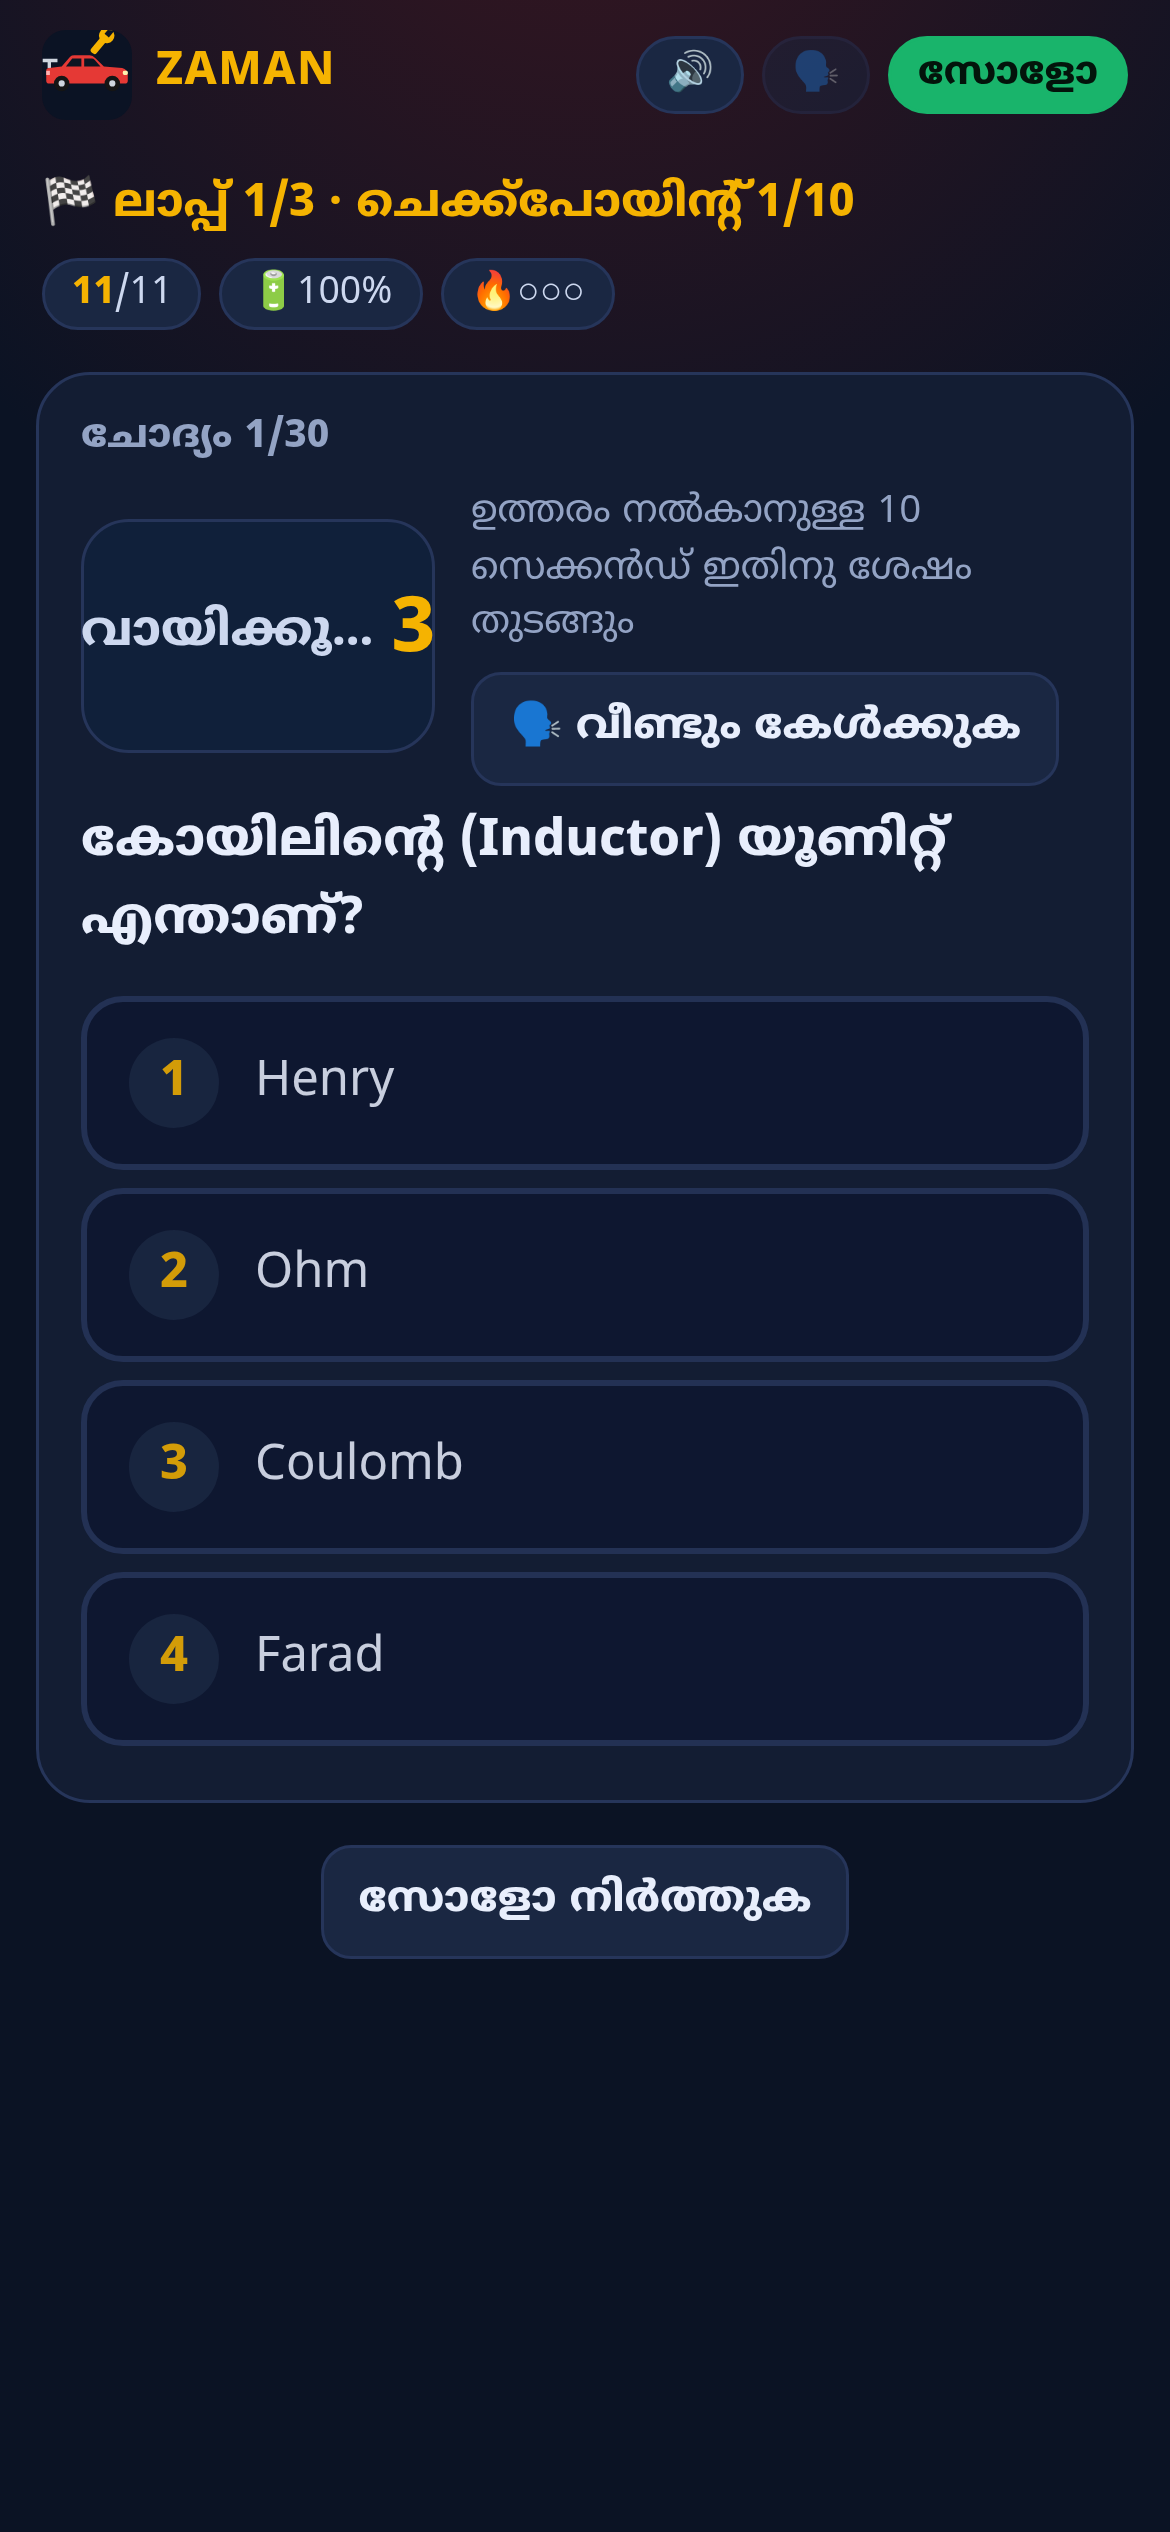 ZAMAN
സോളോ
ലാപ്പ് 1/3 · ചെക്ക്പോയിന്റ് 1/10
11/11
100%
ചോദ്യം 1/30
ഉത്തരം നൽകാനുള്ള 10
സെക്കൻഡ് ഇതിനു ശേഷം
തുടങ്ങും
വായിക്കൂ... 3
വീണ്ടും കേൾക്കുക
കോയിലിന്റെ (Inductor) യൂണിറ്റ്
എന്താണ്?
1 Henry
2 Ohm
3 Coulomb
4 Farad
സോളോ നിർത്തുക